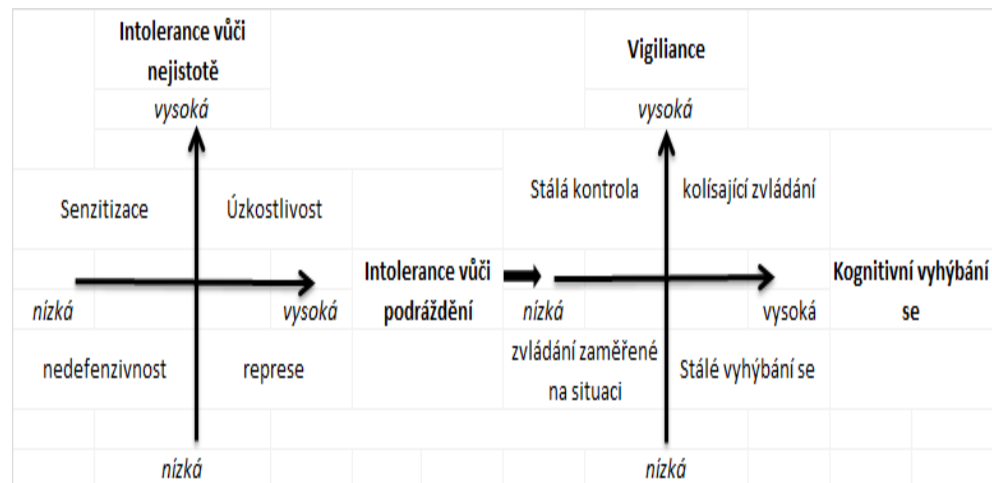 Intolerance vůči
nejistotě
vysoká
Senzitizace
Úzkostlivost
nízká
vysoká
Intolerance vůči
podráždění
nedefenzivnost
represe
nízká
Vigiliance
vysoká
Stálá kontrola
kolísající zvládání
nízká
vysoká
Kognitivní vyhýbání
se
zvládání zaměřené
na situaci
Stálé vyhýbání se
nízká